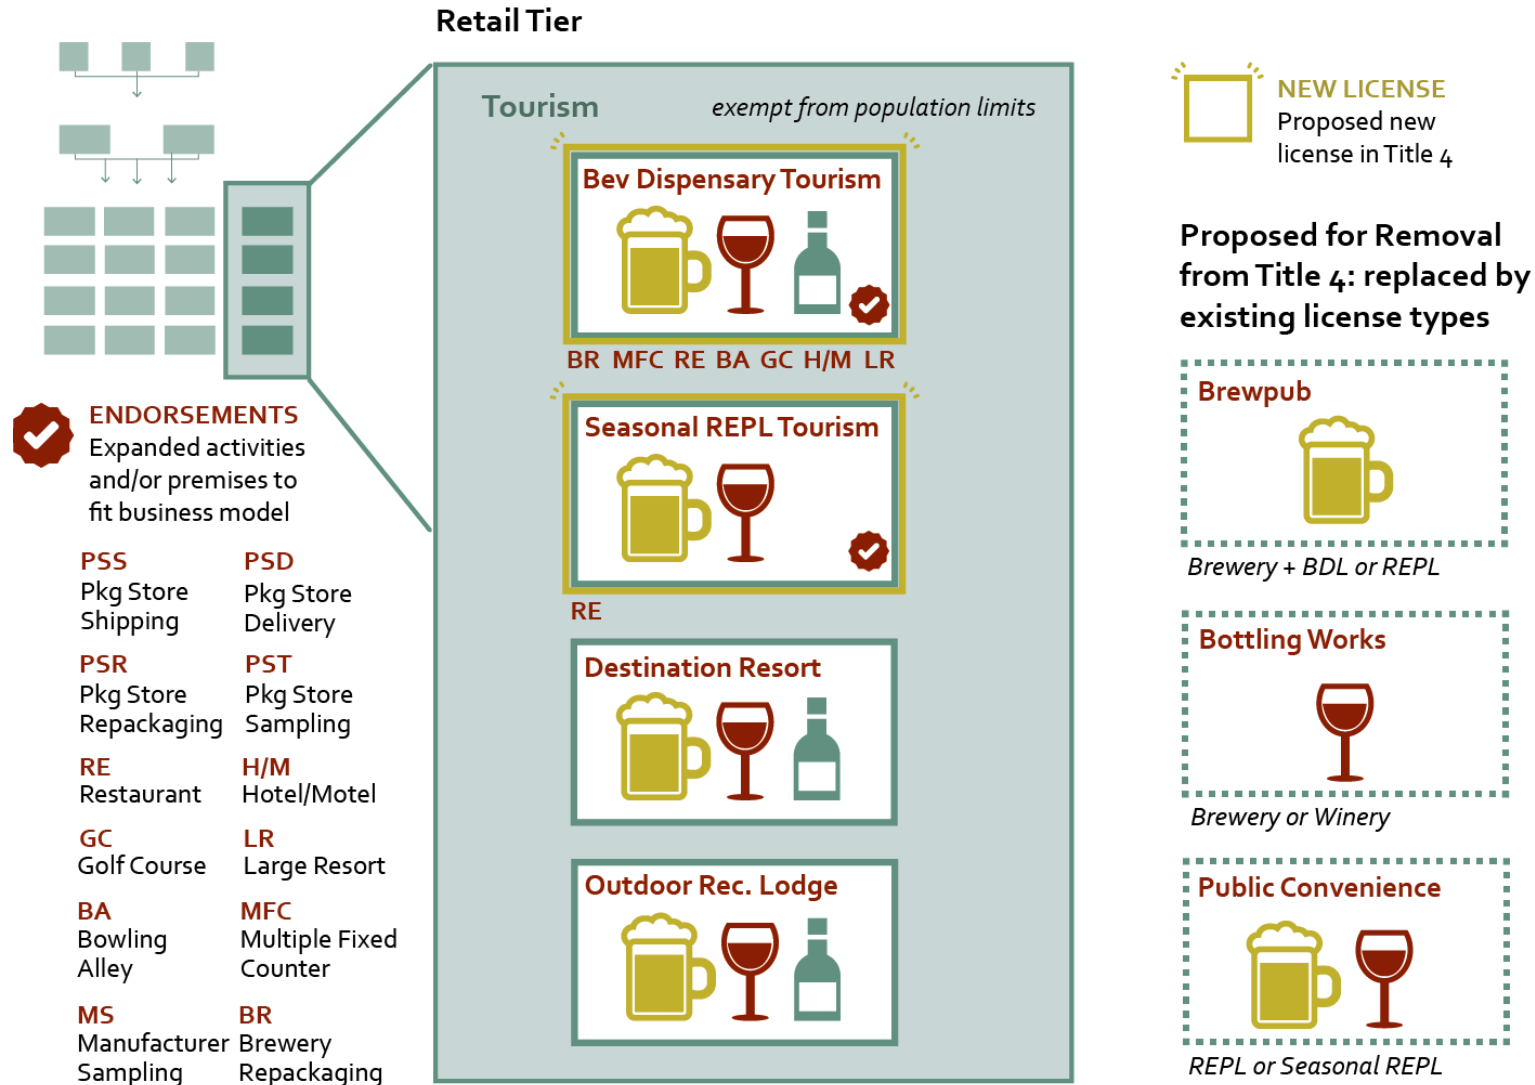 Retail Tier
Tourism
exempt from population limits
Bev Dispensary Tourism
BR MFC RE BA GC H/M LR
Seasonal REPL Tourism
RE
Destination Resort
Outdoor Rec. Lodge
ENDORSEMENTS
Expanded activities
and/or premises to
fit business model
PSS
Pkg Store
Shipping
PSD
Pkg Store
Delivery
PSR
Pkg Store
Repackaging
PST
Pkg Store
Sampling
RE
Restaurant
H/M
Hotel/Motel
GC
Golf Course
LR
Large Resort
BA
Bowling
Alley
MFC
Multiple Fixed
Counter
MS
Manufacturer
Sampling
BR
Brewery
Repackaging
NEW LICENSE
Proposed new
license in Title 4
Proposed for Removal
from Title 4: replaced by
existing license types
Brewpub
Brewery + BDL or REPL
Bottling Works
Brewery or Winery
Public Convenience
REPL or Seasonal REPL